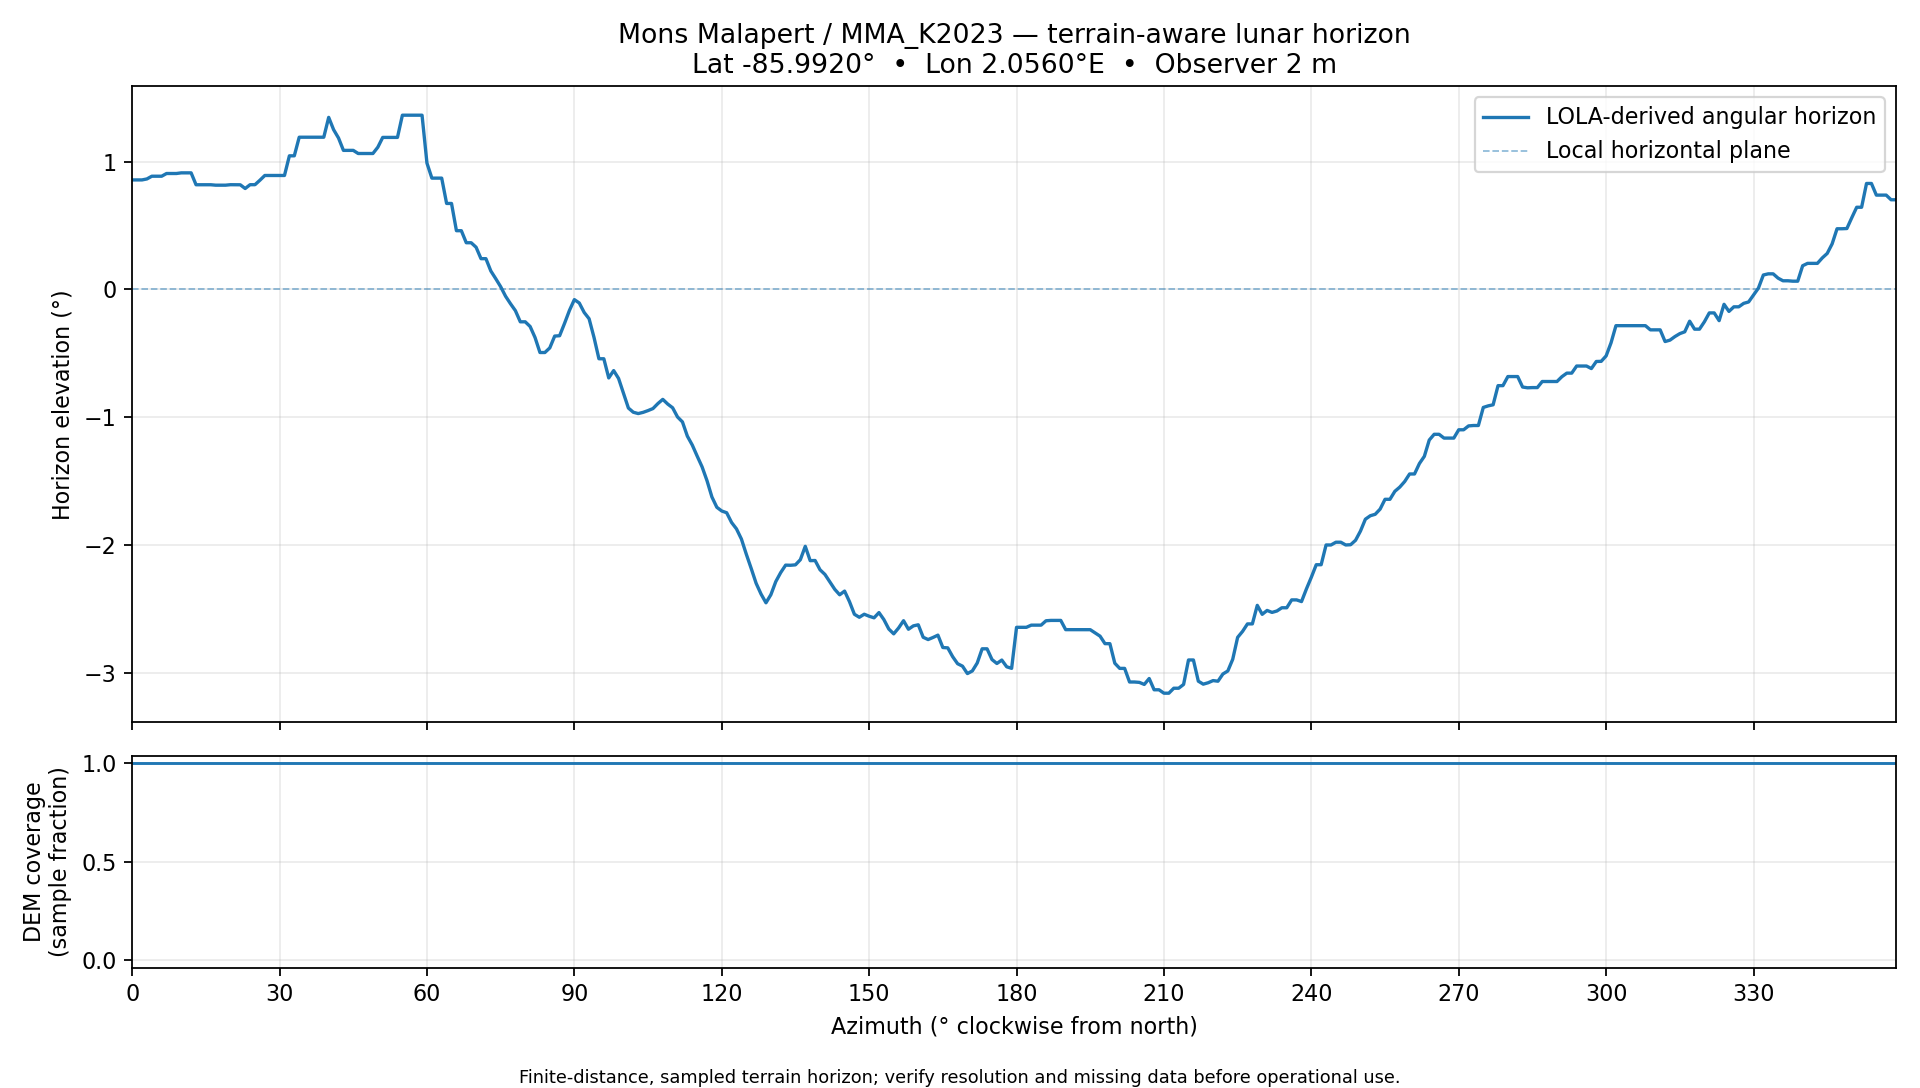 Mons Malapert / MMA_K2023 — terrain-aware lunar horizon
Lat -85.9920° • Lon 2.0560°E • Observer 2 m
LOLA-derived angular horizon
Local horizontal plane
Horizon elevation (°)
1
0
−1
−2
−3
DEM coverage
(sample fraction)
1.0
0.5
0.0
0 30 60 90 120 150 180 210 240 270 300 330
Azimuth (° clockwise from north)
Finite-distance, sampled terrain horizon; verify resolution and missing data before operational use.